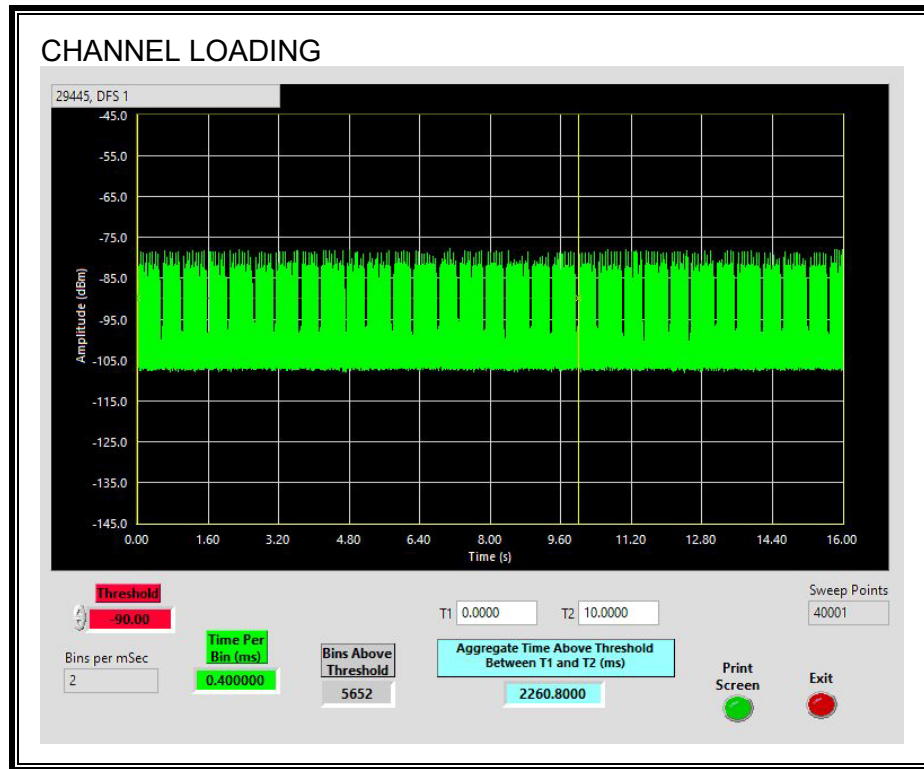 CHANNEL LOADING
29445, DFS 1
-45.0
-55.0
-65.0
-75.0
-85.0
-95.0
-105.0
-115.0
-125.0
-135.0
-145.0
Amplitude (dBm)
0.00 1.60 3.20 4.80 6.40 8.00 9.60 11.20 12.80 14.40 16.00
Time (s)
Threshold
-90.00
Bins per mSec
2
Time Per
Bin (ms)
0.400000
Bins Above
Threshold
5652
T1 0.0000 T2 10.0000
Aggregate Time Above Threshold
Between T1 and T2 (ms)
2260.8000
Sweep Points
40001
Print
Screen
Exit